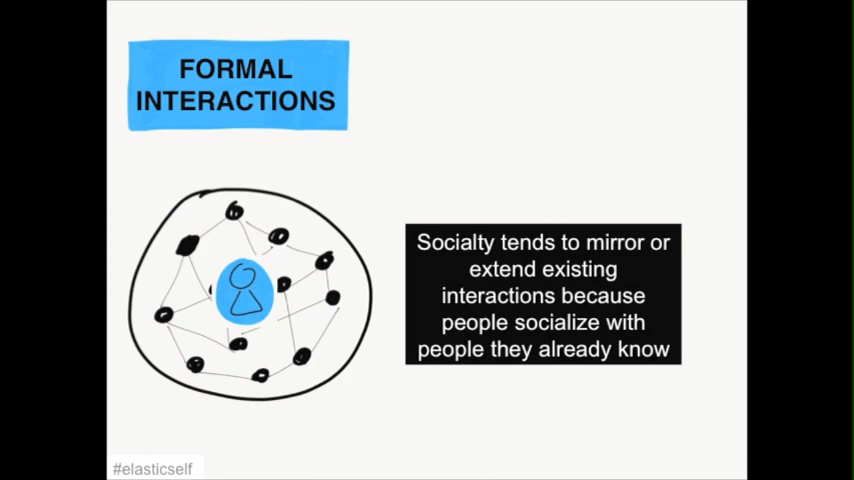 FORMAL
INTERACTIONS
Socialty tends to mirror or
extend existing
interactions because
people socialize with
people they already know
#elasticself